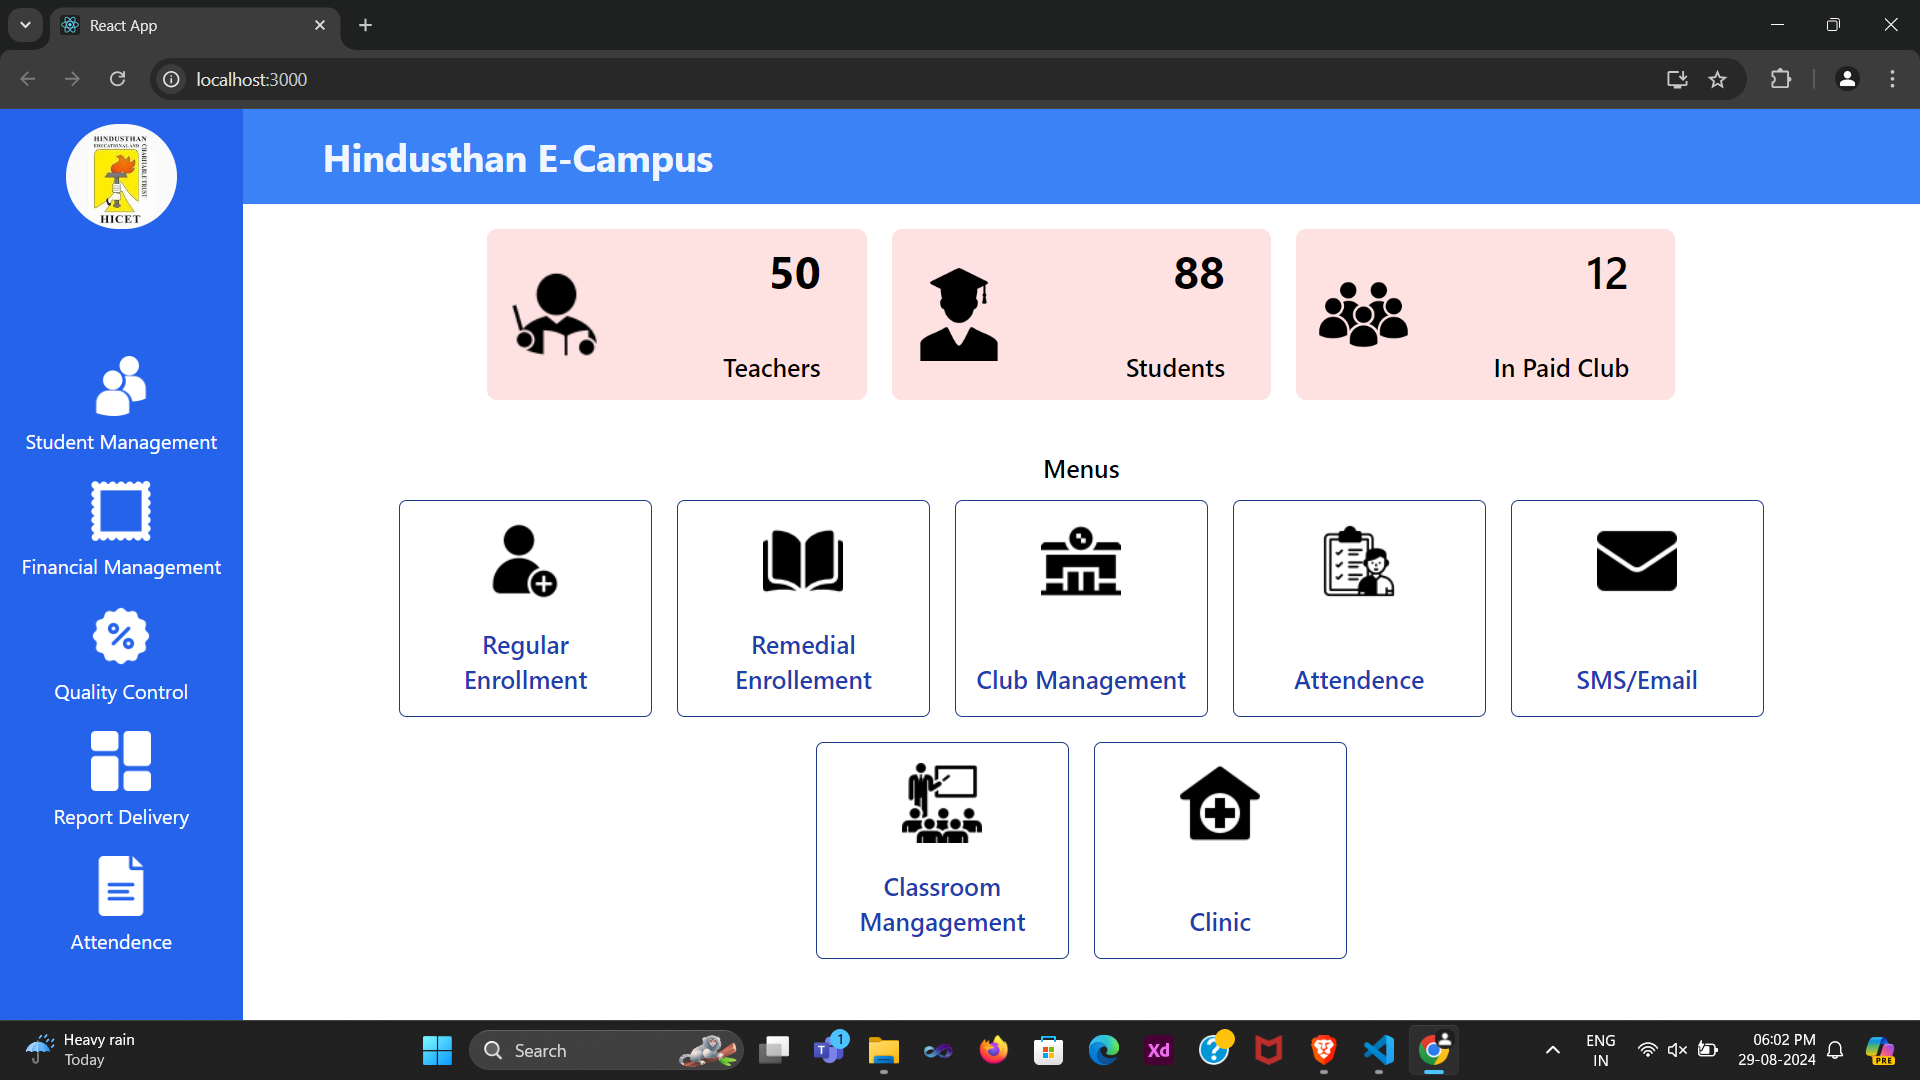 React App
localhost:3000
HINDUSTHAN
EDUCATIONAL AND
CHARITABLE TRUST
HICET
Hindusthan E-Campus
50
Teachers
88
Students
12
In Paid Club
Student Management
Financial Management
Quality Control
Report Delivery
Attendence
Menus
Regular
Enrollment
Remedial
Enrollement
Club Management
Attendence
SMS/Email
Classroom
Mangagement
Clinic
Heavy rain
Today
Search
1
T
Xd
?
ENG
IN
06:02 PM
29-08-2024
PRE